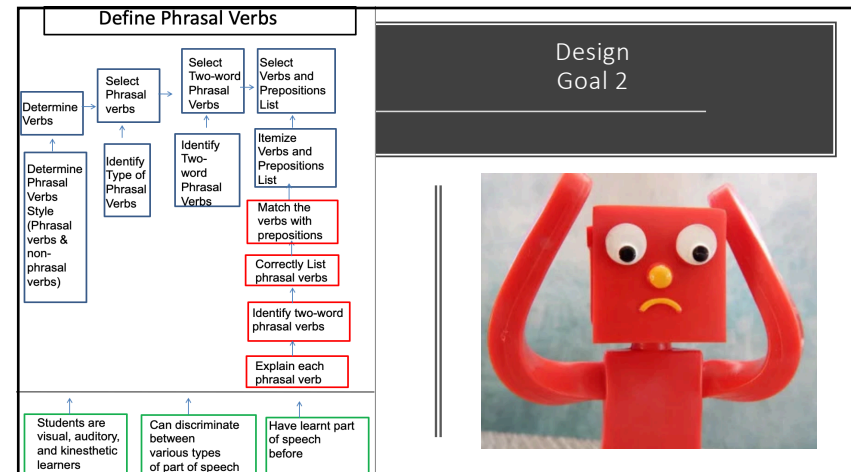 Define Phrasal Verbs
Design
Goal 2
Determine
Verbs
Select
Phrasal
verbs
Select
Two-word
Phrasal
Verbs
Select
Verbs and
Prepositions
List
Determine
Phrasal
Verbs
Style
(Phrasal
verbs &
non-
phrasal
verbs)
Identify
Type of
Phrasal
Verbs
Identify
Two-
word
Phrasal
Verbs
Itemize
Verbs and
Prepositions
List
Match the
verbs with
prepositions
Correctly List
phrasal verbs
Identify two-word
phrasal verbs
Explain each
phrasal verb
Students are
visual, auditory,
and kinesthetic
learners
Can discriminate
between
various types
of part of speech
Have learnt part
of speech
before